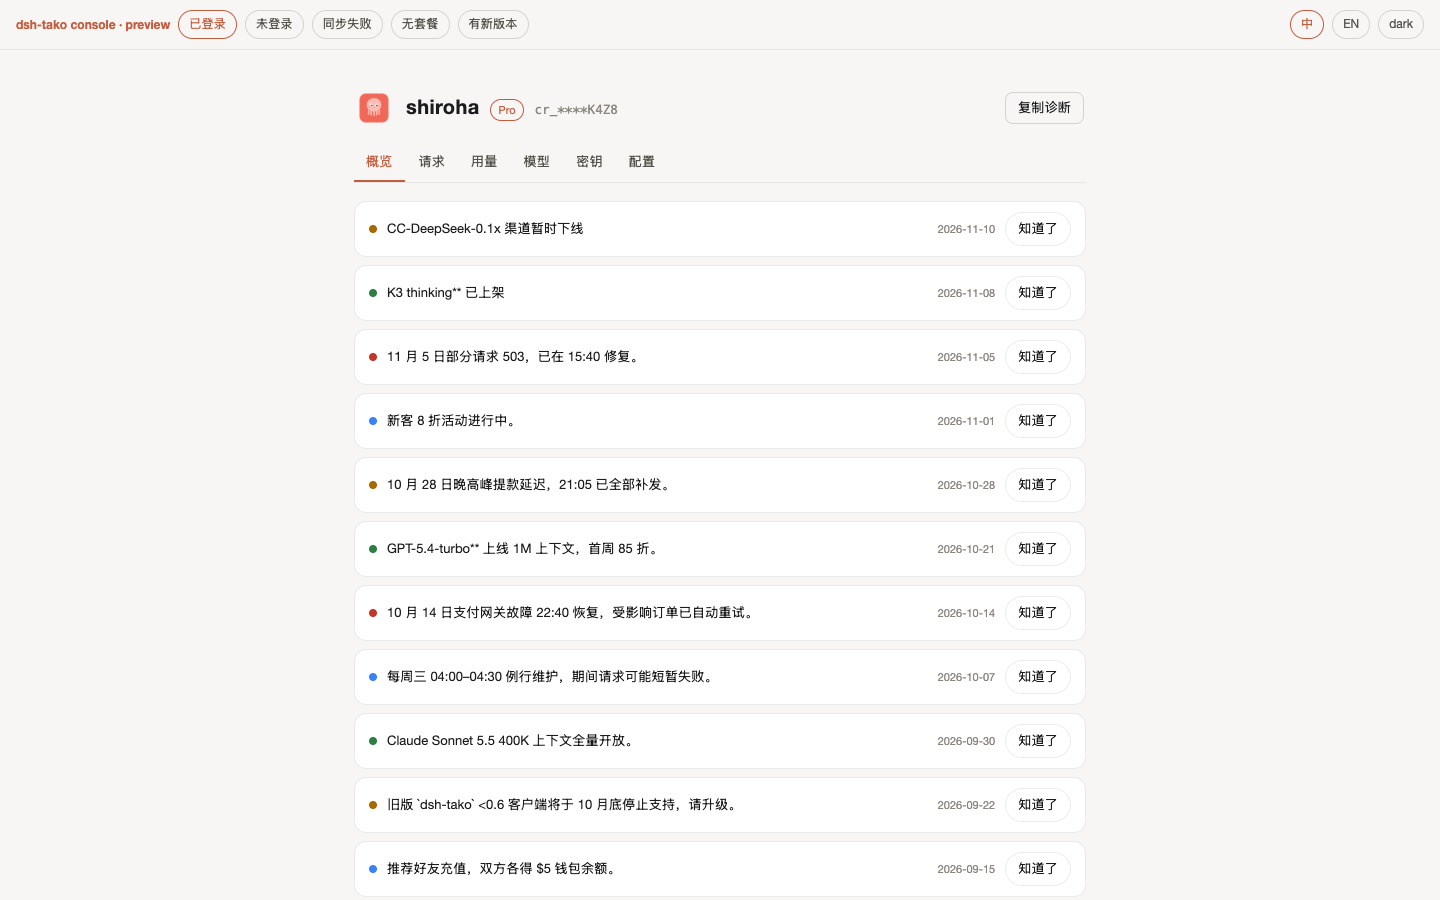 dsh-tako console · preview 已登录 未登录 同步失败 无套餐 有新版本 中 EN dark
shiroha Pro cr_****K4Z8 复制诊断
概览 请求 用量 模型 密钥 配置
CC-DeepSeek-0.1x 渠道暂时下线 2026-11-10 知道了
K3 thinking** 已上架 2026-11-08 知道了
11 月 5 日部分请求 503，已在 15:40 修复。 2026-11-05 知道了
新客 8 折活动进行中。 2026-11-01 知道了
10 月 28 日晚高峰提款延迟，21:05 已全部补发。 2026-10-28 知道了
GPT-5.4-turbo** 上线 1M 上下文，首周 85 折。 2026-10-21 知道了
10 月 14 日支付网关故障 22:40 恢复，受影响订单已自动重试。 2026-10-14 知道了
每周三 04:00–04:30 例行维护，期间请求可能短暂失败。 2026-10-07 知道了
Claude Sonnet 5.5 400K 上下文全量开放。 2026-09-30 知道了
旧版 `dsh-tako` <0.6 客户端将于 10 月底停止支持，请升级。 2026-09-22 知道了
推荐好友充值，双方各得 $5 钱包余额。 2026-09-15 知道了